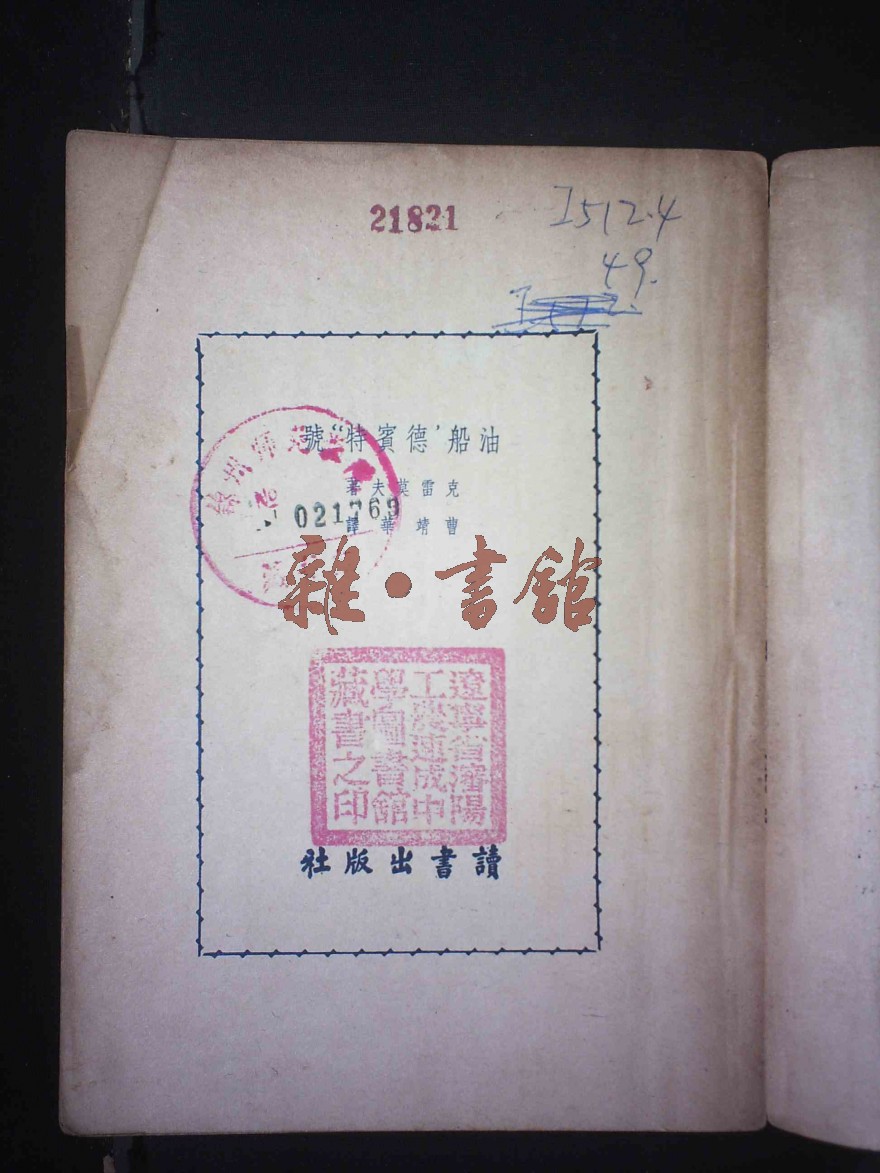 21821
I512.4
49.
油船'德賓特"號
克雷莫夫著
曹靖華譯
021769
雜·書館
遼寧省瀋陽
工農速成中
學圖書館
藏書之印
讀書出版社